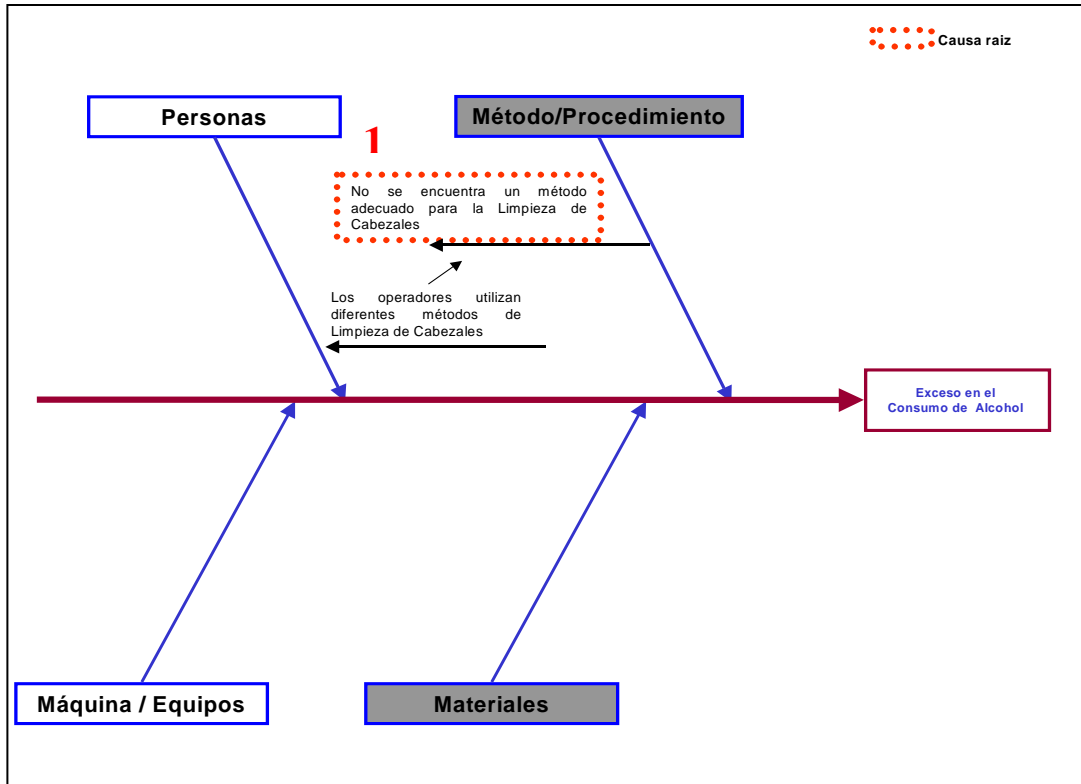 Causa raiz
Personas
Método/Procedimiento
1
No se encuentra un método
adecuado para la Limpieza de
Cabezales
Los operadores utilizan
diferentes métodos de
Limpieza de Cabezales
Exceso en el
Consumo de Alcohol
Máquina / Equipos
Materiales